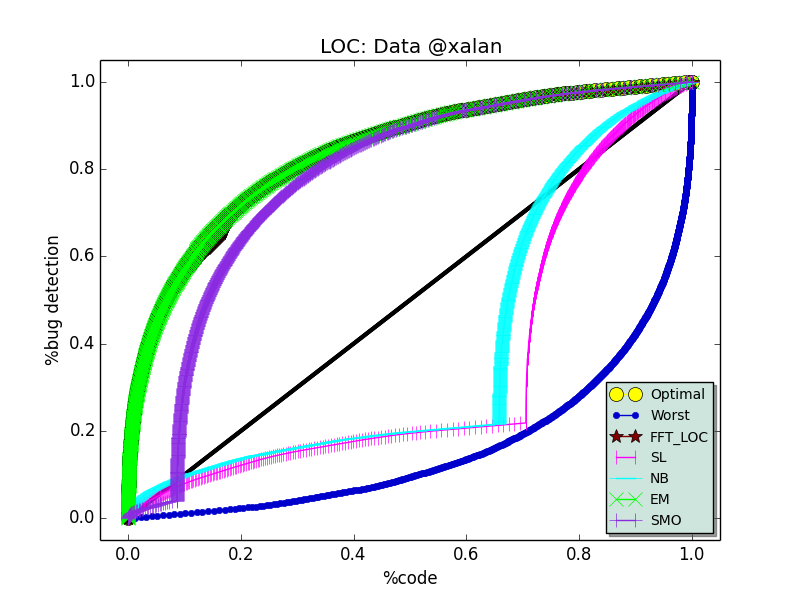 LOC: Data @xalan
1.0
0.8
0.6
0.4
0.2
0.0
%bug detection
0.0 0.2 0.4 0.6 0.8 1.0
%code
Optimal
Worst
FFT_LOC
SL
NB
EM
SMO